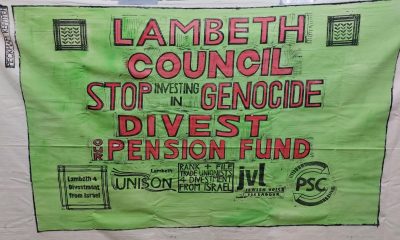 LAMBETH
COUNCIL
STOP INVESTING IN GENOCIDE
DIVEST
OUR PENSION FUND
Lambeth 4
Divestment
from Israel
Lambeth
UNISON
RANK + FILE
TRADE UNIONISTS
4 DIVESTMENT
FROM ISRAEL
jvl
JEWISH VOICE
FOR LABOUR
PSC